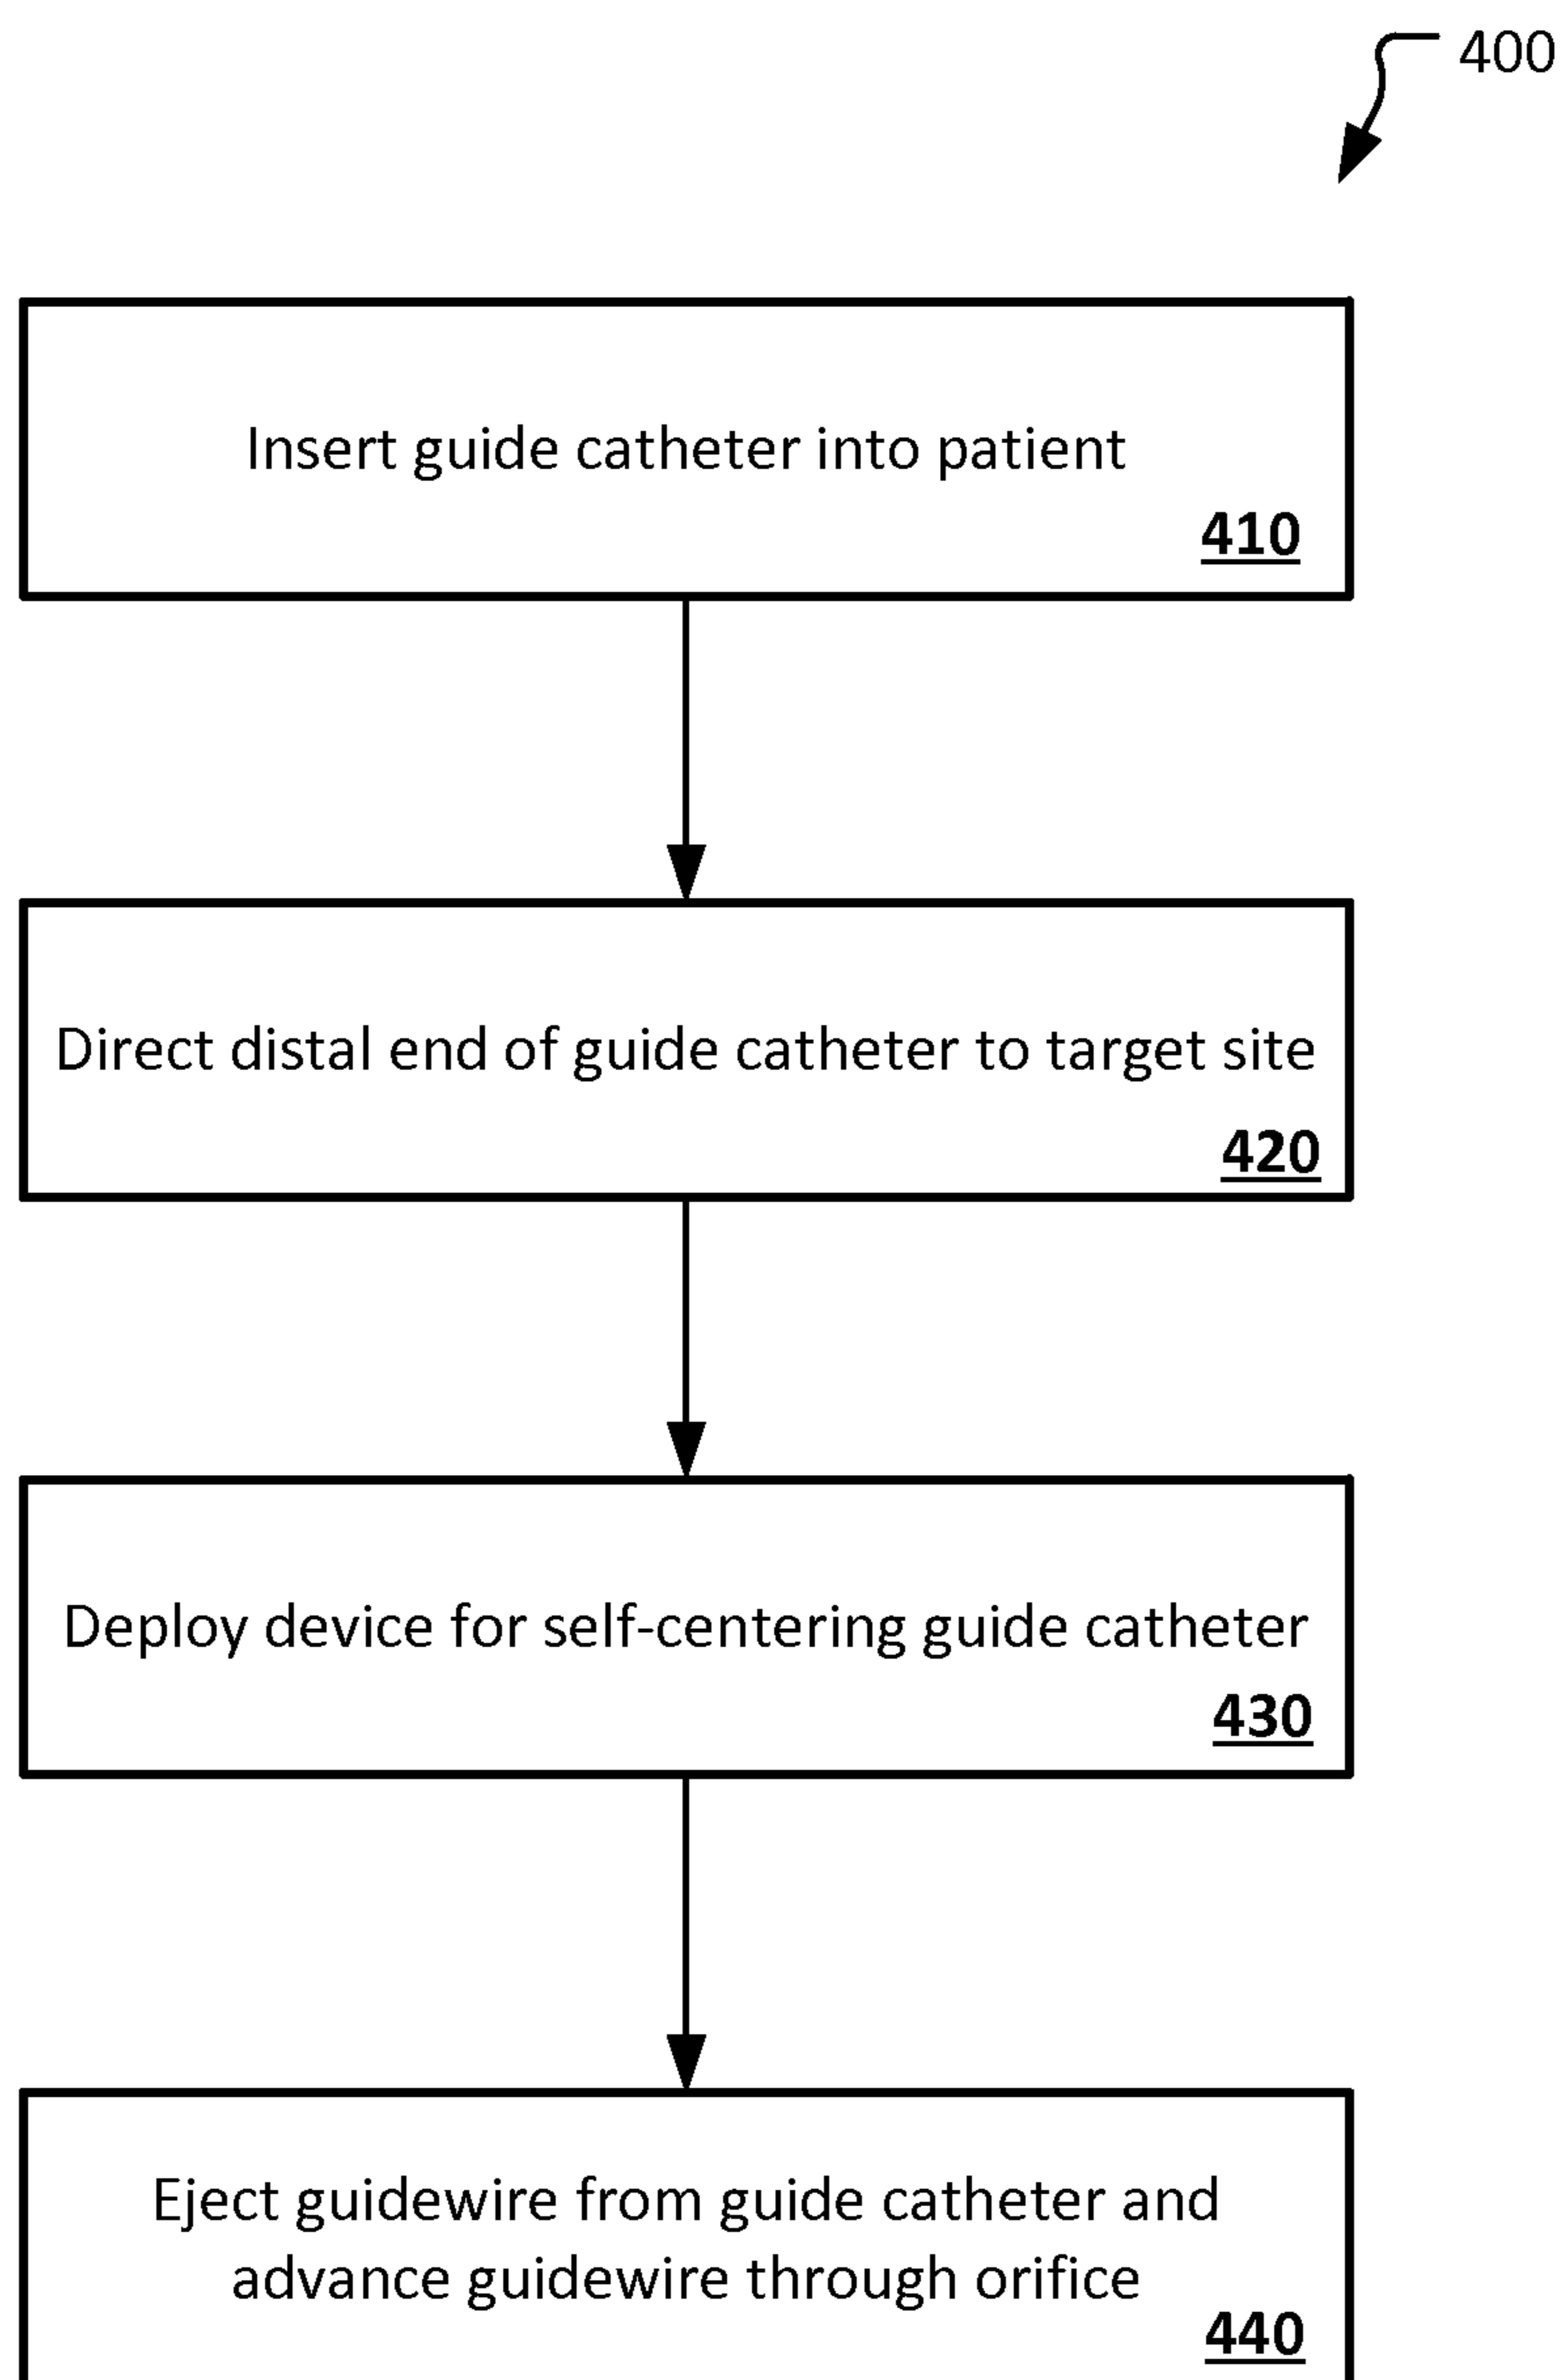 400
Insert guide catheter into patient
410
Direct distal end of guide catheter to target site
420
Deploy device for self-centering guide catheter
430
Eject guidewire from guide catheter and
advance guidewire through orifice
440